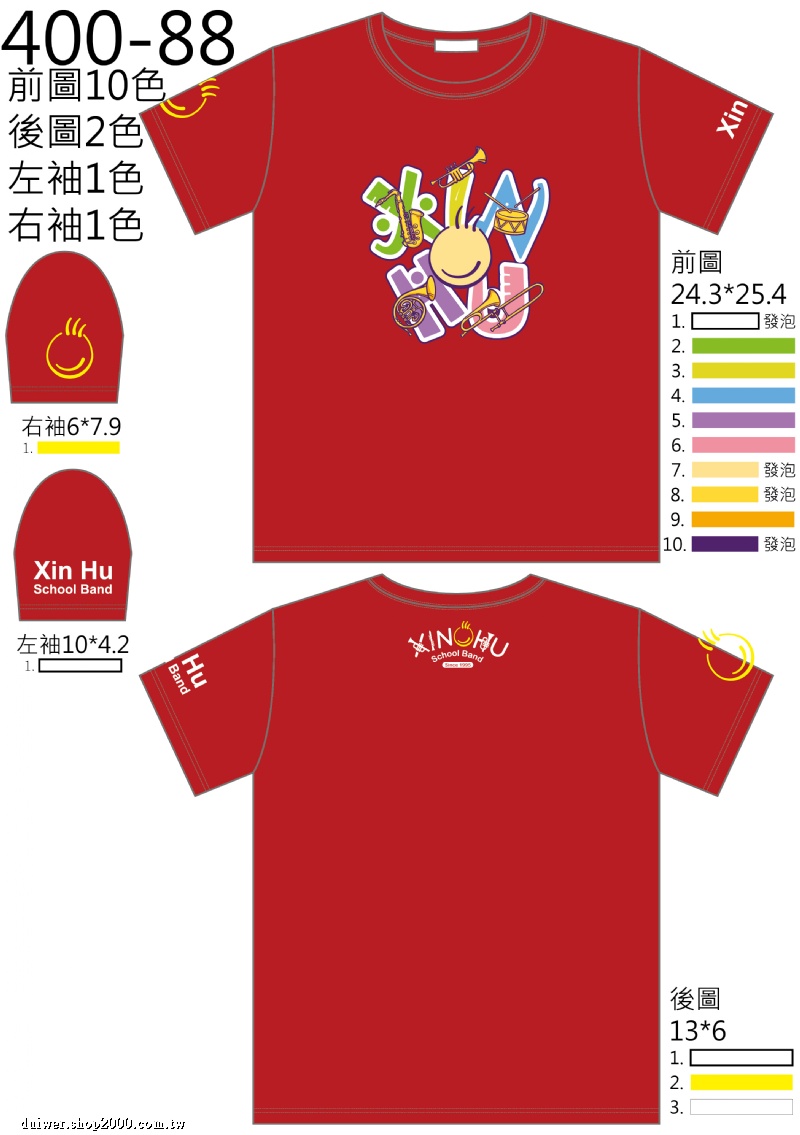 400-88
前圖10色
後圖2色
左袖1色
右袖1色
Xin
XIN
HU
右袖6*7.9
1.
Xin Hu
School Band
左袖10*4.2
1.
前圖
24.3*25.4
1. 發泡
2.
3.
4.
5.
6.
7. 發泡
8. 發泡
9.
10. 發泡
Hu
Band
XIN HU
School Band
Since 1995
後圖
13*6
1.
2.
3.
duiwer.shop2000.com.tw